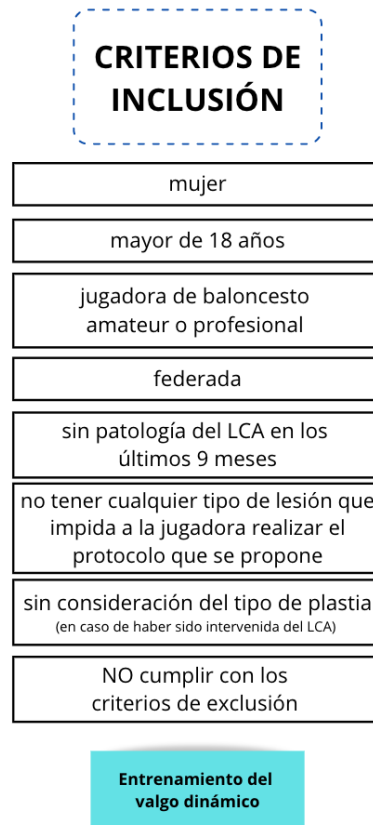 CRITERIOS DE
INCLUSIÓN
mujer
mayor de 18 años
jugadora de baloncesto
amateur o profesional
federada
sin patología del LCA en los
últimos 9 meses
no tener cualquier tipo de lesión que
impida a la jugadora realizar el
protocolo que se propone
sin consideración del tipo de plastia
(en caso de haber sido intervenida del LCA)
NO cumplir con los
criterios de exclusión
Entrenamiento del
valgo dinámico